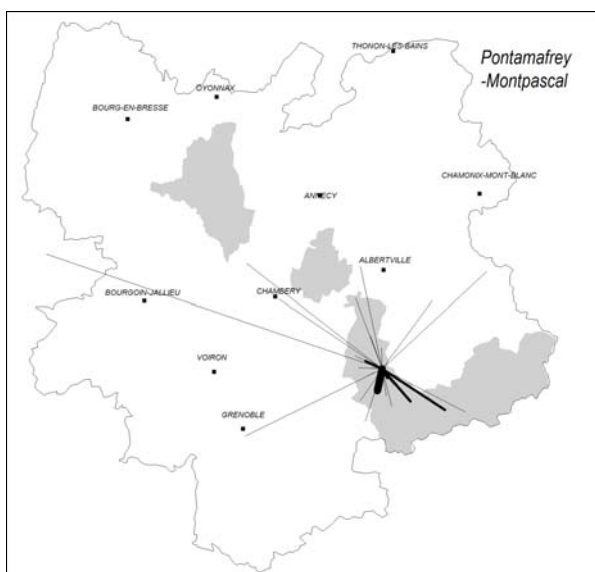 THONON-LES-BAINS
Pontamafrey
-Montpascal
OYONNAX
BOURG-EN-BRESSE
CHAMONIX-MONT-BLANC
ANNECY
ALBERTVILLE
CHAMBERY
BOURGOIN-JALLIEU
VOIRON
GRENOBLE